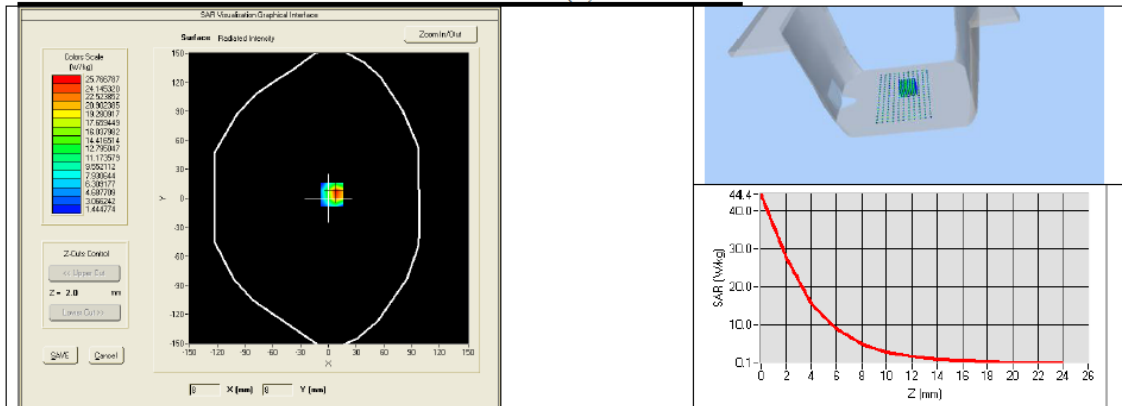 SAR Visualisation Graphical Interface
Surface Radiated Intensity
Zoom In/Out
Colors Scale
(W/kg)
25.766787
24.145320
22.523852
20.902385
19.280917
17.659449
16.037982
14.416514
12.795047
11.173579
9.552112
7.930644
6.309177
4.687709
3.066242
1.444774
Z-Cuts Control
<< Upper Cut
Z = 2.0 mm
Lower Cut >>
SAVE Cancel
150
120
90
60
30
0
-30
-60
-90
-120
-150
Y
-150 -120 -90 -60 -30 0 30 60 90 120 150
X
8 X (mm) 8 Y (mm)
44.4
40.0
30.0
20.0
10.0
0.1
SAR (W/kg)
0 2 4 6 8 10 12 14 16 18 20 22 24 26
Z (mm)